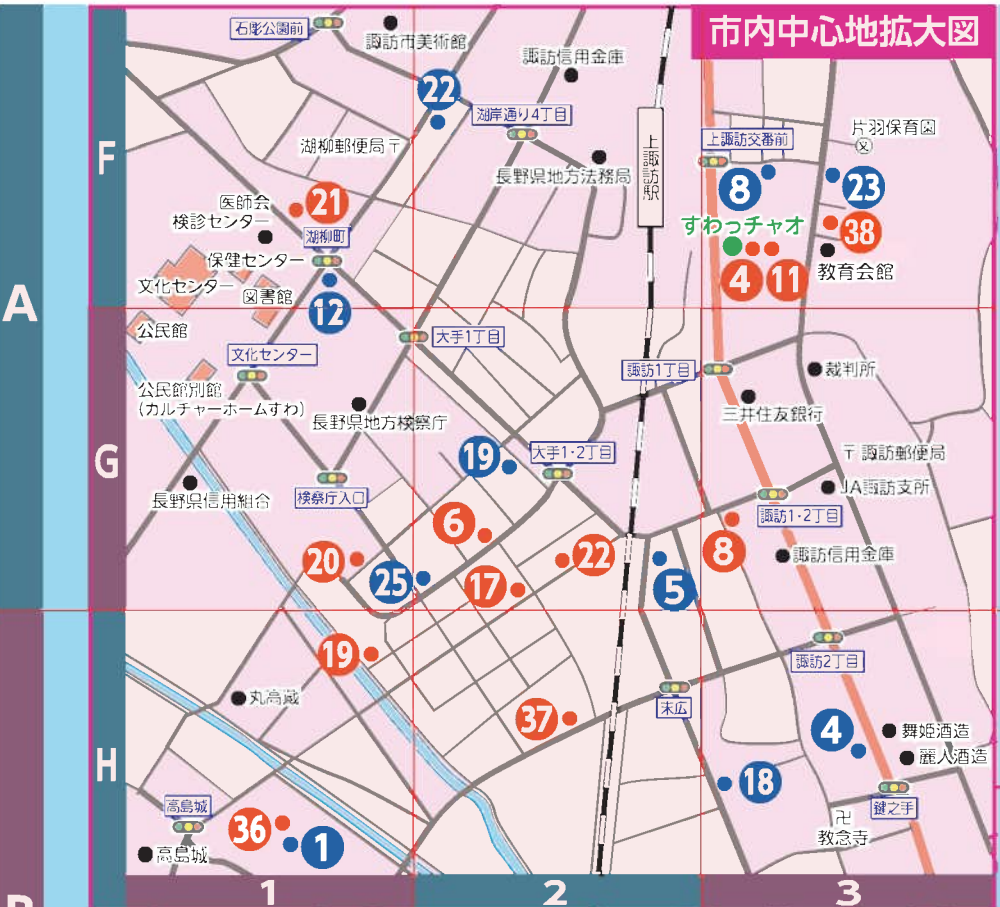 市内中心地拡大図
石彫公園前
諏訪市美術館
諏訪信用金庫
22
湖岸通り4丁目
上諏訪交番前
片羽保育園
湖柳郵便局〒
長野県地方法務局
上諏訪駅
F
8
23
医師会
検診センター
21
すわっチャオ
38
湖柳町
保健センター
4
11
教育会館
文化センター
図書館
12
A
公民館
大手1丁目
文化センター
諏訪1丁目
裁判所
公民館別館
(カルチャーホームすわ)
長野県地方検察庁
三井住友銀行
G
19
大手1・2丁目
〒諏訪郵便局
長野県信用組合
検察庁入口
JA諏訪支所
諏訪1・2丁目
6
20
25
17
22
5
8
諏訪信用金庫
19
諏訪2丁目
丸高蔵
末広
37
4
舞姫酒造
麗人酒造
H
18
高島城
鍵之手
36
1
卍
教念寺
高島城
1
2
3
B